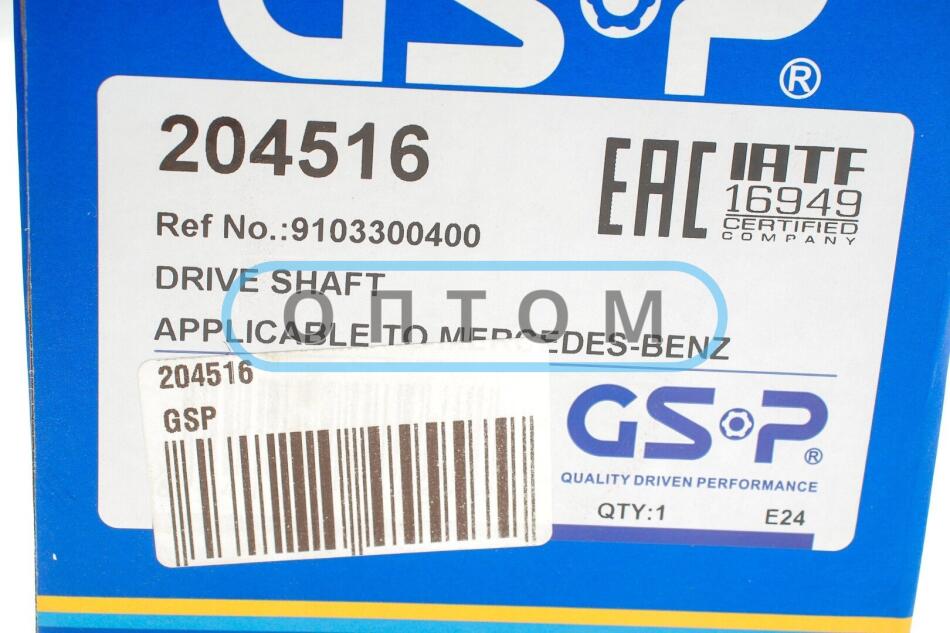 GSP®
204516
EAC IATF
16949
CERTIFIED
COMPANY
Ref No.:9103300400
DRIVE SHAFT
ОПТОМ
APPLICABLE TO MERCEDES-BENZ
204516
GSP
GSP®
QUALITY DRIVEN PERFORMANCE
QTY:1 E24